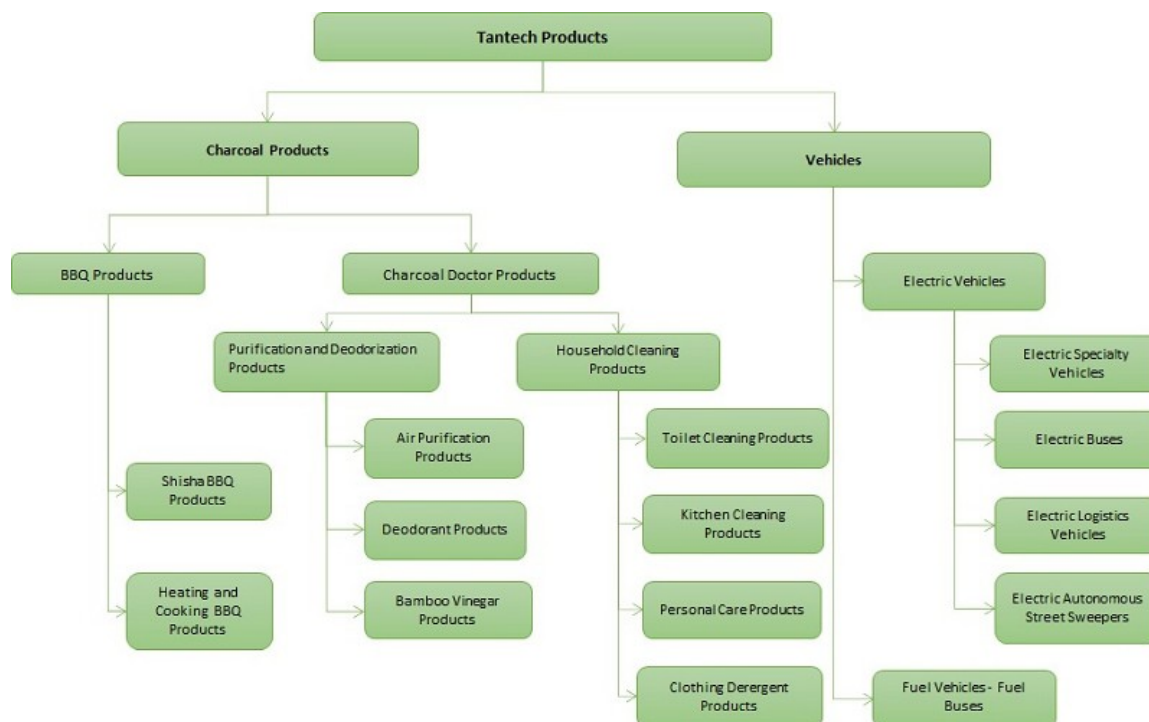 Tantech Products
Charcoal Products
Vehicles
BBQ Products
Charcoal Doctor Products
Electric Vehicles
Purification and Deodorization
Products
Household Cleaning
Products
Electric Specialty
Vehicles
Air Purification
Products
Toilet Cleaning Products
Electric Buses
Shisha BBQ
Products
Deodorant Products
Kitchen Cleaning
Products
Electric Logistics
Vehicles
Heating and
Cooking BBQ
Products
Bamboo Vinegar
Products
Personal Care Products
Electric Autonomous
Street Sweepers
Clothing Derergent
Products
Fuel Vehicles - Fuel
Buses